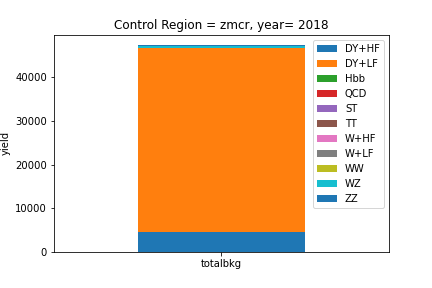 Control Region = zmcr, year= 2018
yield
40000
30000
20000
10000
0
totalbkg
DY+HF
DY+LF
Hbb
QCD
ST
TT
W+HF
W+LF
WW
WZ
ZZ